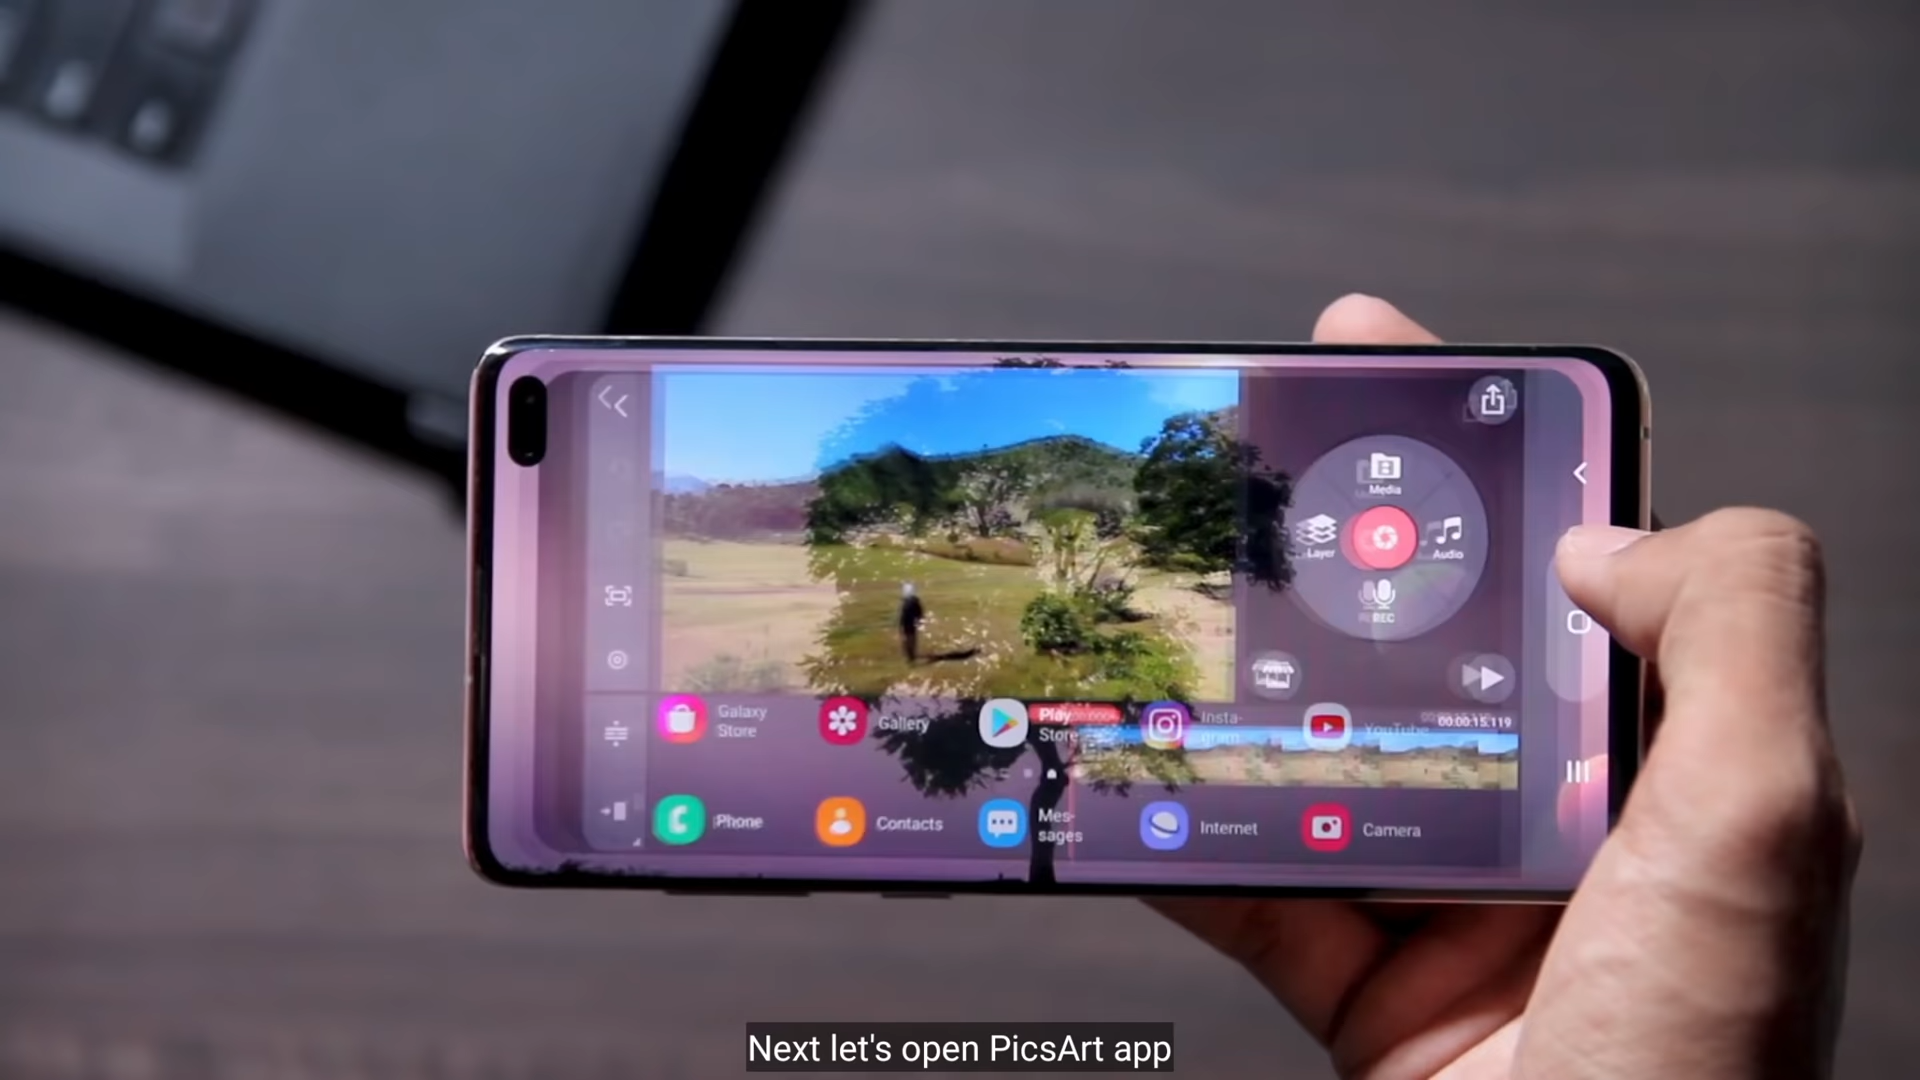 Media
Layer
Audio
REC
00:00:15.119
Galaxy
Store
Gallery
Play
Store
Insta-
gram
YouTube
Phone
Contacts
Mes-
sages
Internet
Camera
Next let's open PicsArt app